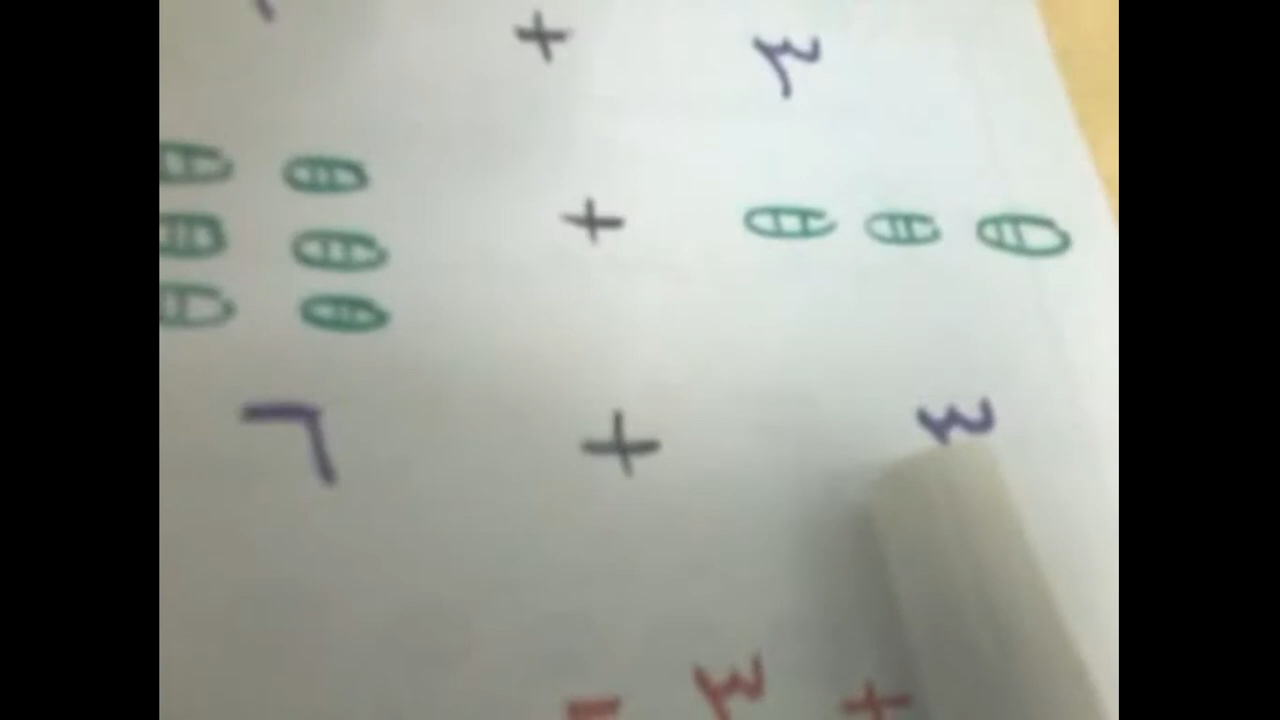 ٣ +
+
٣ + ٦
+ ٣ =